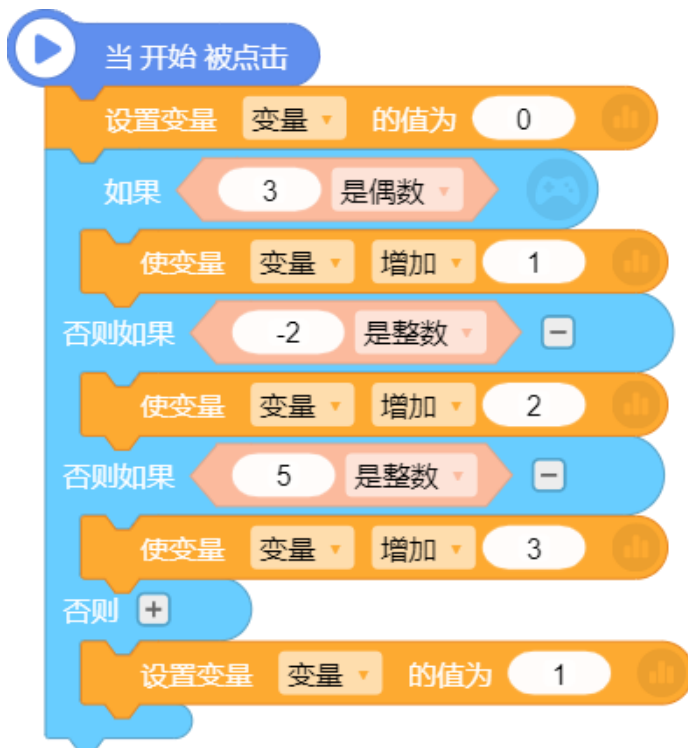 当 开始 被点击
设置变量 变量 的值为 0
如果 3 是偶数
使变量 变量 增加 1
否则如果 -2 是整数
使变量 变量 增加 2
否则如果 5 是整数
使变量 变量 增加 3
否则
设置变量 变量 的值为 1